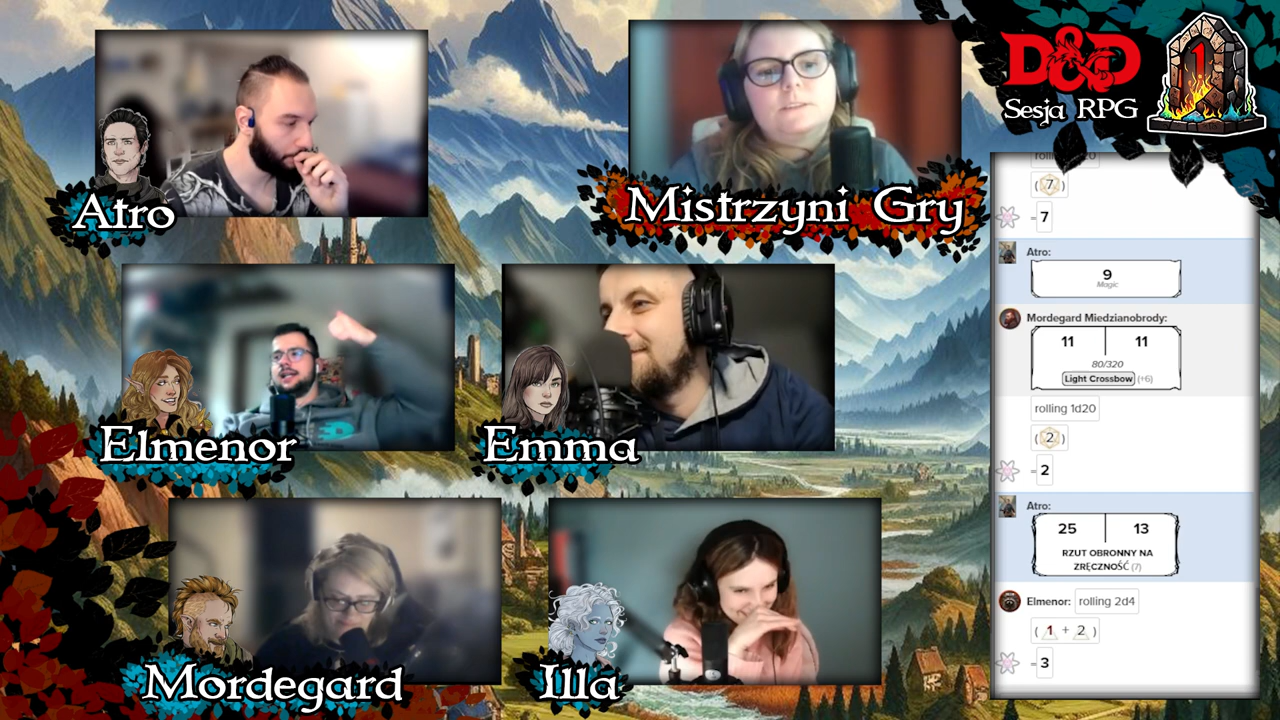 D&D
Sesja RPG
1
Atro
Mistrzyni Gry
Elmenor
Emma
Mordegard
Illa
(7)
=7
Atro:
9
Magic
Mordegard Miedzianobrody:
11 11
80/320
Light Crossbow (+6)
rolling 1d20
(2)
=2
Atro:
25 13
RZUT OBRONNY NA
ZRĘCZNOŚĆ (7)
Elmenor: rolling 2d4
(1+2)
=3